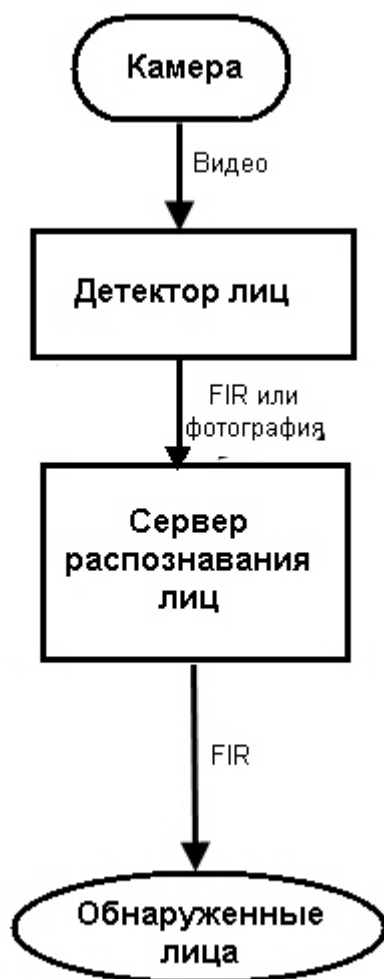 Камера
Видео
Детектор лиц
FIR или
фотография
Сервер
распознавания
лиц
FIR
Обнаруженные
лица